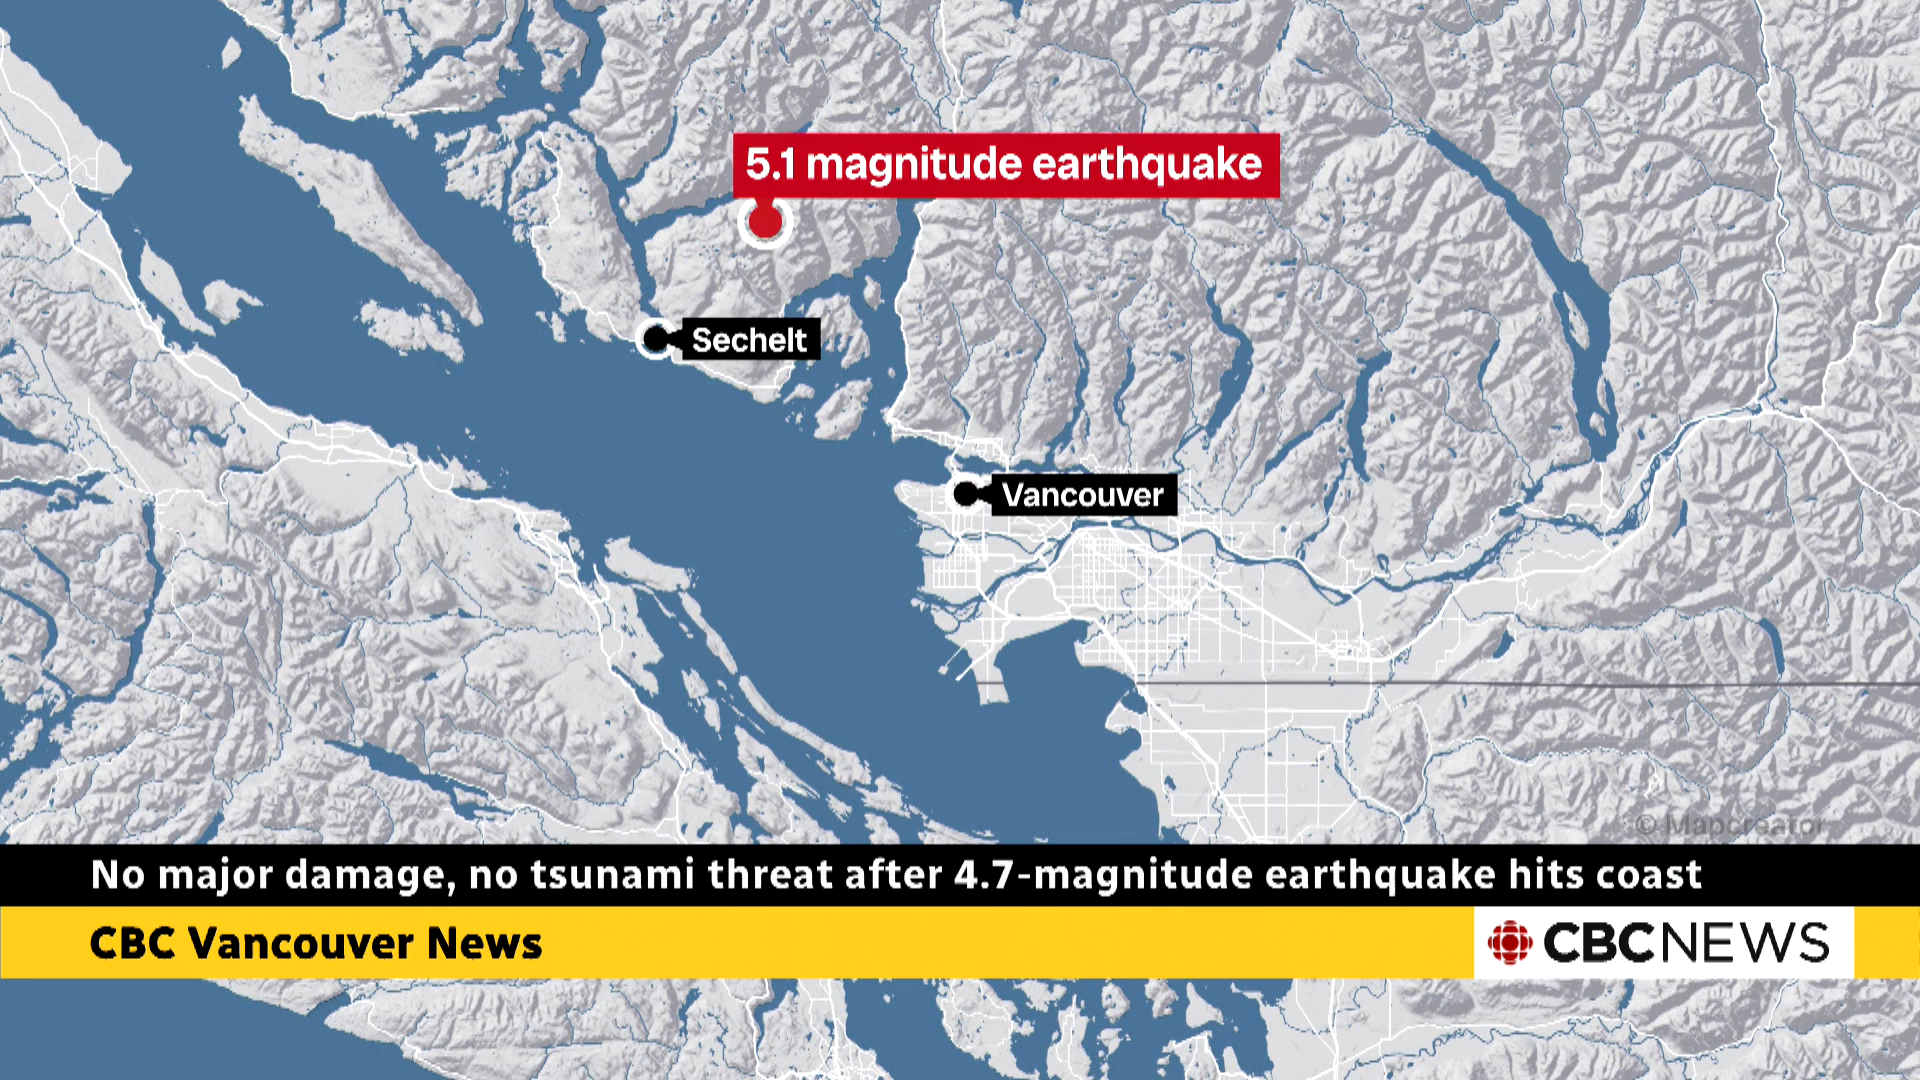 5.1 magnitude earthquake
Sechelt
Vancouver
© Mapcreator
No major damage, no tsunami threat after 4.7-magnitude earthquake hits coast
CBC Vancouver News
CBCNEWS